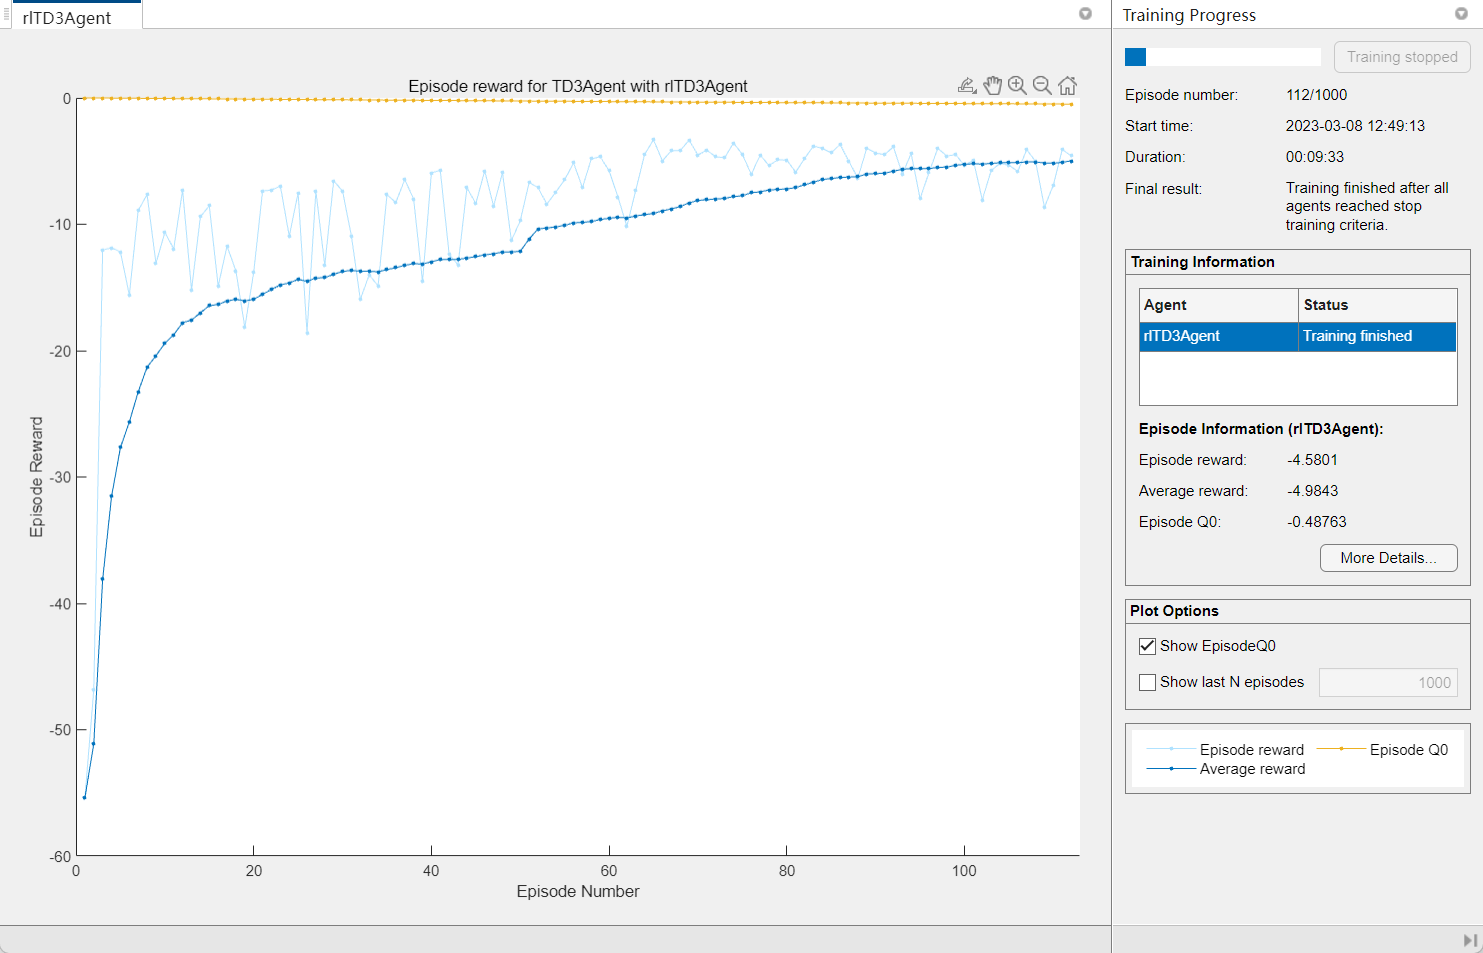 rlTD3Agent
Episode reward for TD3Agent with rlTD3Agent
0
-10
-20
-30
-40
-50
-60
0
20
40
60
80
100
Episode Number
Episode Reward
Training Progress
Training stopped
Episode number: 112/1000
Start time: 2023-03-08 12:49:13
Duration: 00:09:33
Final result: Training finished after all
agents reached stop
training criteria.
Training Information
Agent Status
rlTD3Agent Training finished
Episode Information (rlTD3Agent):
Episode reward: -4.5801
Average reward: -4.9843
Episode Q0: -0.48763
More Details...
Plot Options
Show EpisodeQ0
Show last N episodes 1000
Episode reward Episode Q0
Average reward